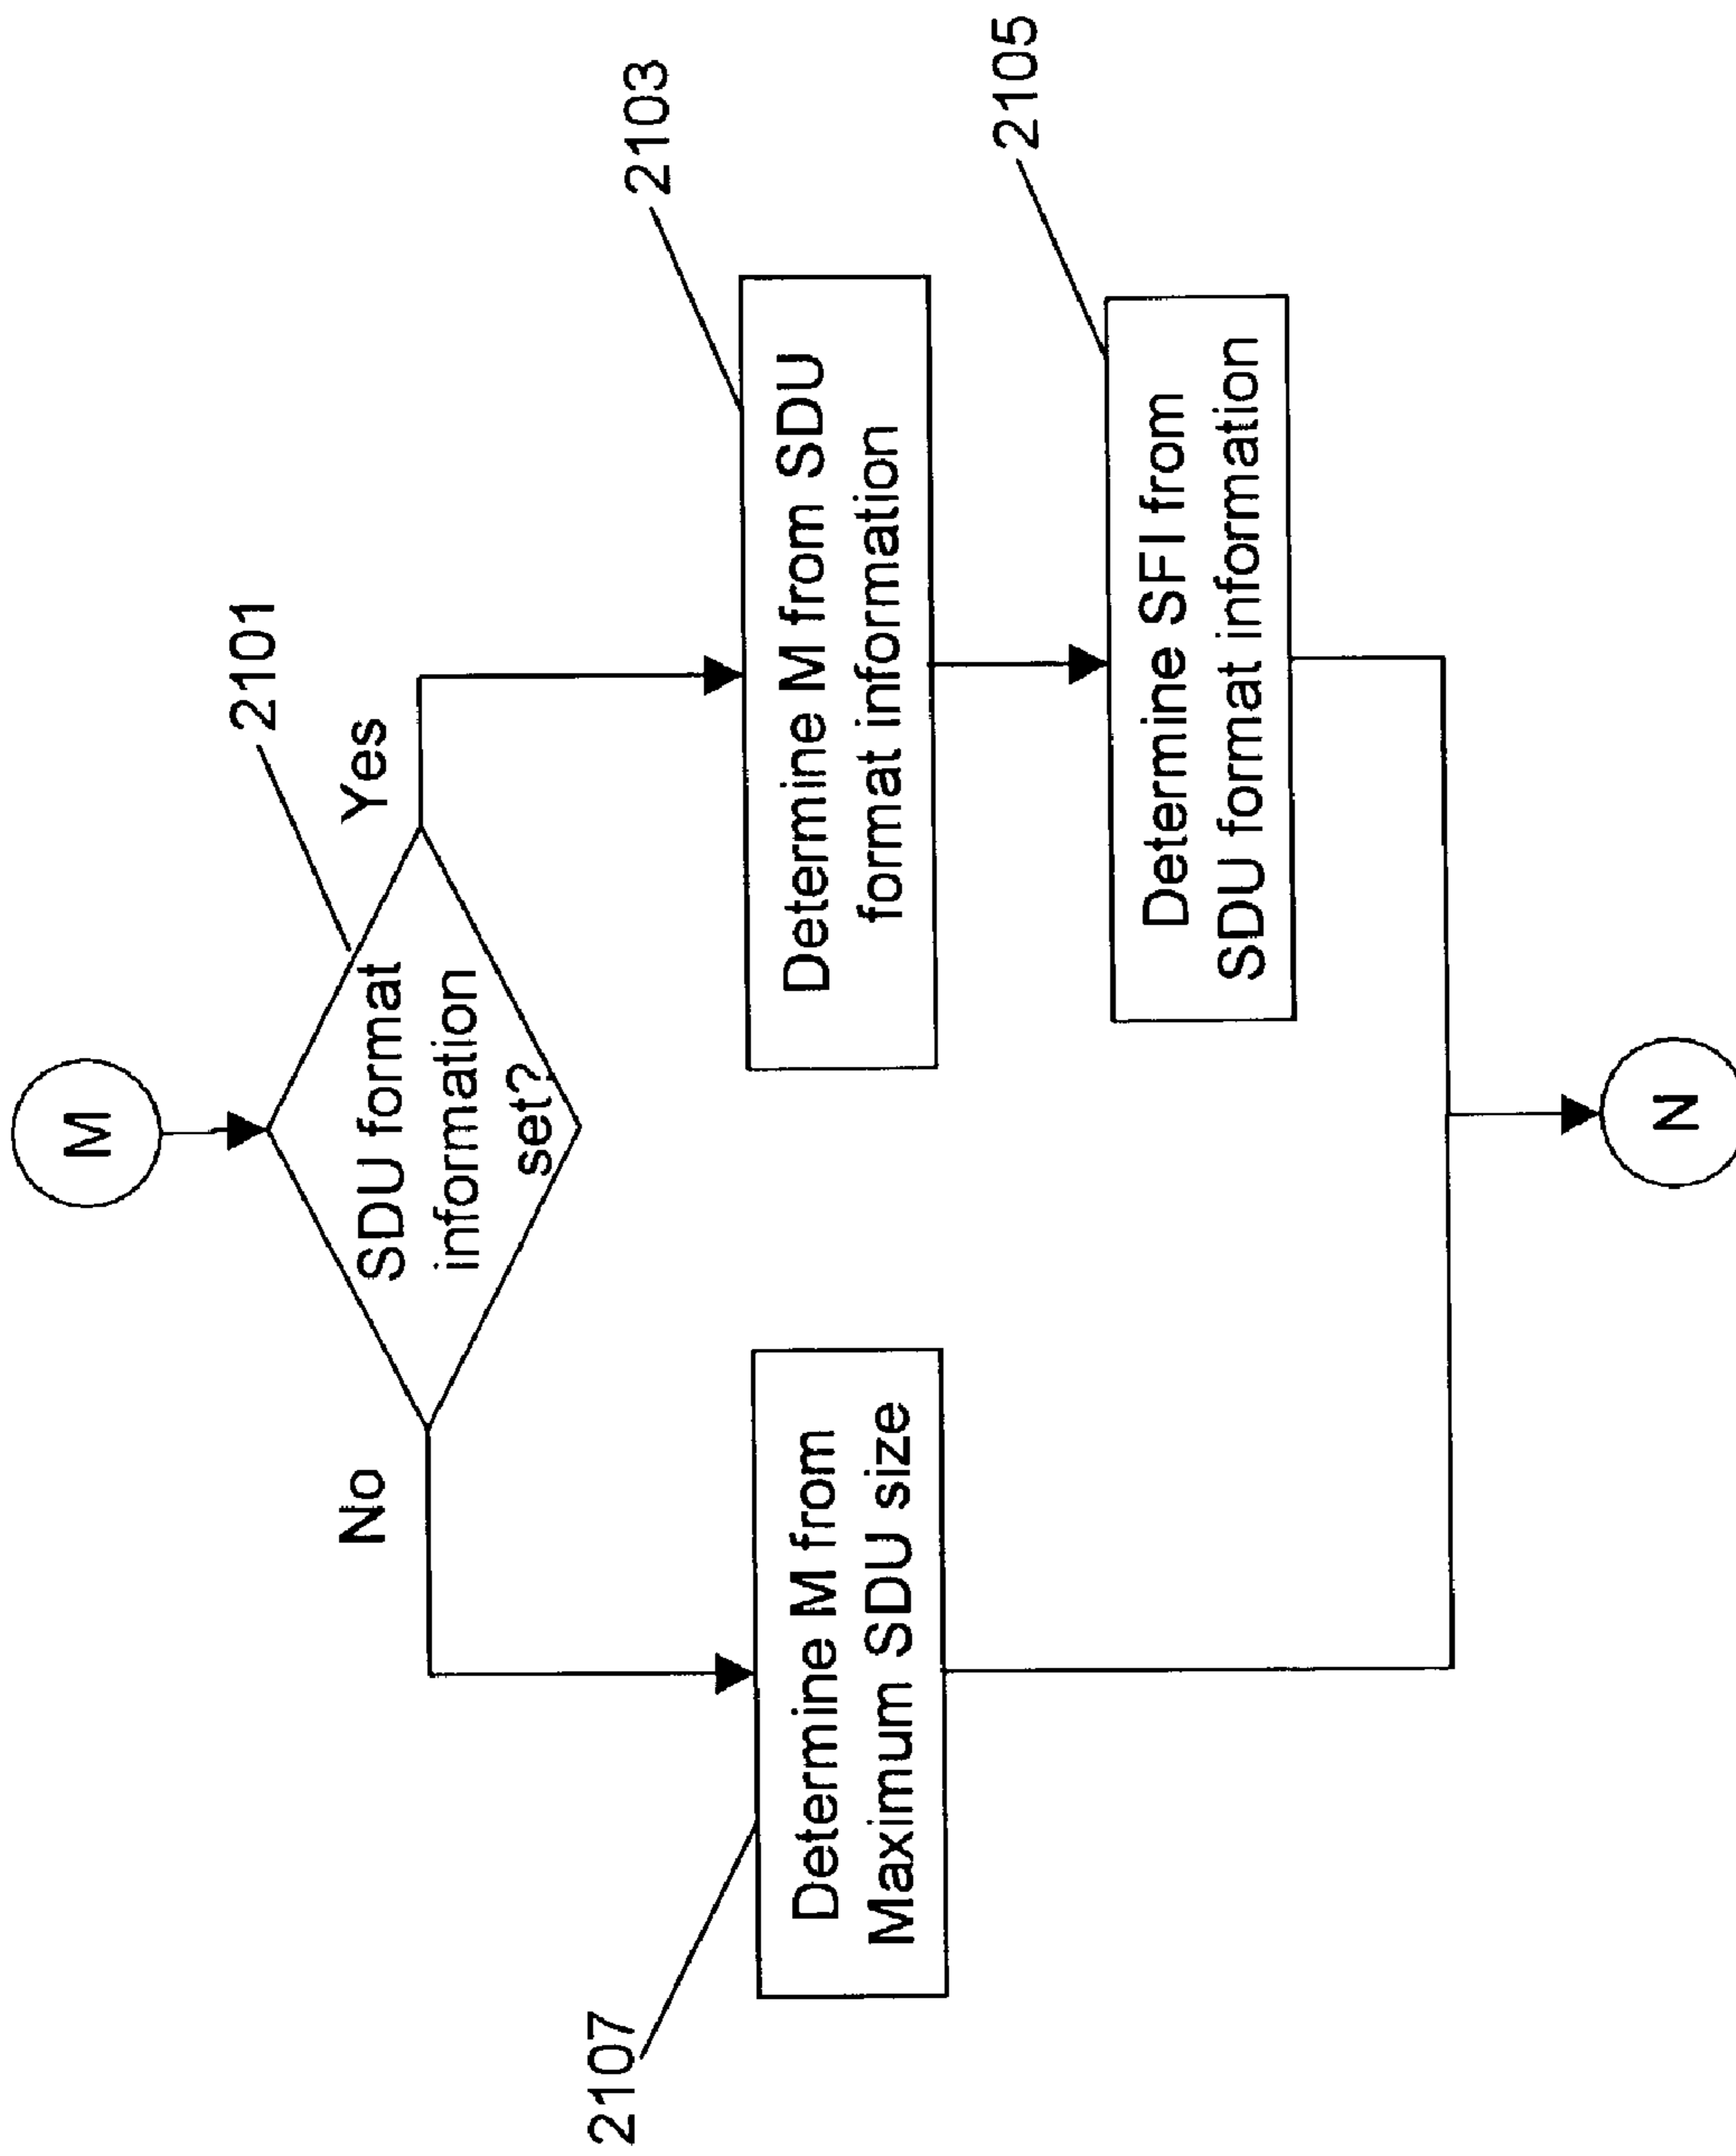 M
2101
SDU format
information
set?
No
Yes
2107
Determine M from
Maximum SDU size
2103
Determine M from SDU
format information
2105
Determine SFI from
SDU format information
N